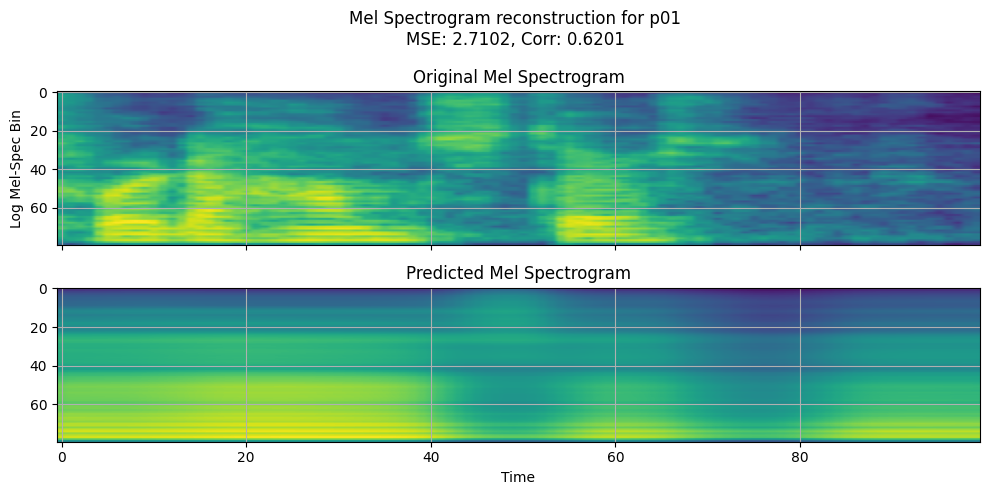 Mel Spectrogram reconstruction for p01
MSE: 2.7102, Corr: 0.6201
Original Mel Spectrogram
0
20
40
60
Log Mel-Spec Bin
Predicted Mel Spectrogram
0
20
40
60
0 20 40 60 80
Time